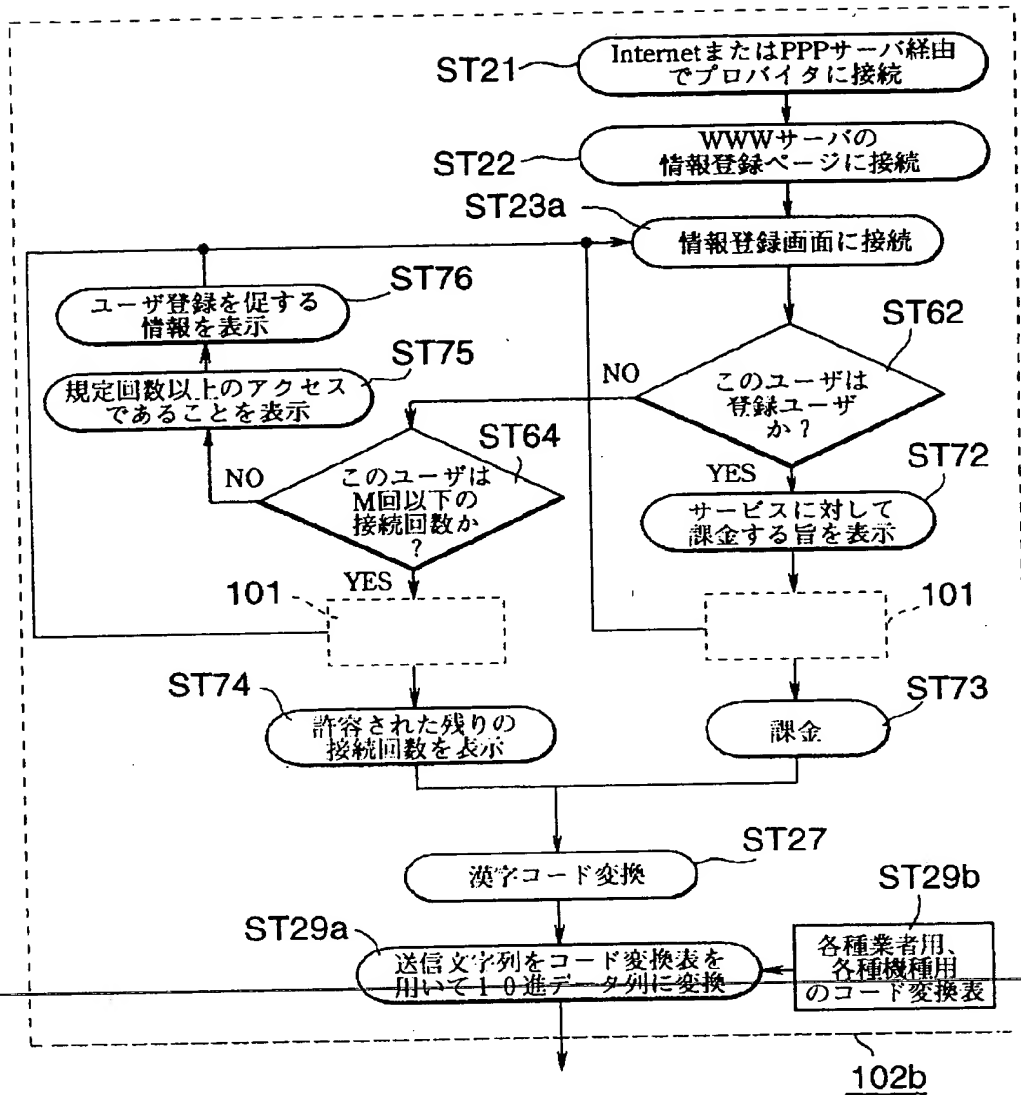 ST21
Internetまたは PPPサーバ経由
でプロバイタに接続
ST22
WWWサーバの
情報登録ページに接続
ST23a
情報登録画面に接続
ST76
ユーザ登録を促する
情報を表示
ST75
規定回数以上のアクセス
であることを表示
ST62
このユーザは
登録ユーザ
か？
NO
YES
ST64
このユーザは
M回以下の
接続回数か
？
NO
YES
ST72
サービスに対して
課金する旨を表示
101
101
ST74
許容された残りの
接続回数を表示
ST73
課金
ST27
漢字コード変換
ST29a
送信文字列をコード変換表を
用いて10進データ列に変換
ST29b
各種業者用、
各種機種用
のコード変換表
102b